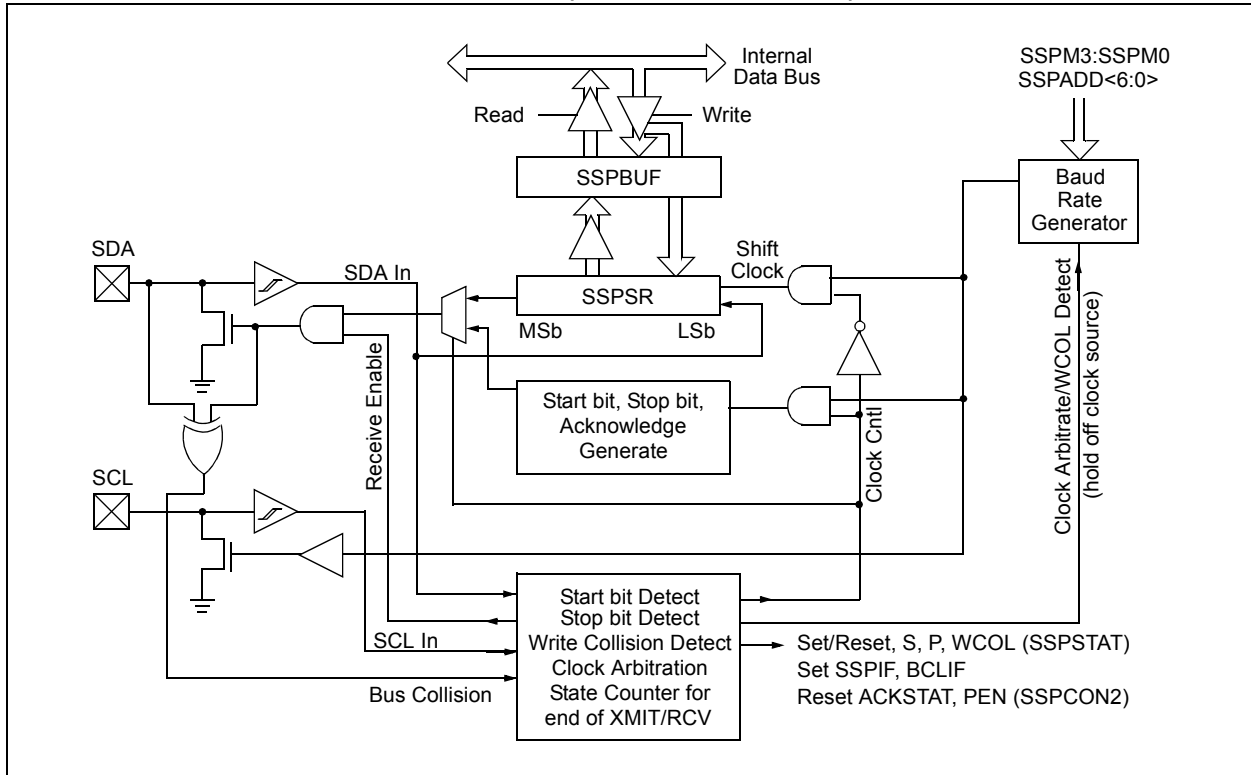 Internal
Data Bus
SSPM3:SSPM0
SSPADD<6:0>
Read
Write
SSPBUF
Baud
Rate
Generator
SDA
SDA In
Shift
Clock
SSPSR
MSb
LSb
Receive Enable
Start bit, Stop bit,
Acknowledge
Generate
Clock Cntl
Clock Arbitrate/WCOL Detect
(hold off clock source)
SCL
SCL In
Bus Collision
Start bit Detect
Stop bit Detect
Write Collision Detect
Clock Arbitration
State Counter for
end of XMIT/RCV
Set/Reset, S, P, WCOL (SSPSTAT)
Set SSPIF, BCLIF
Reset ACKSTAT, PEN (SSPCON2)